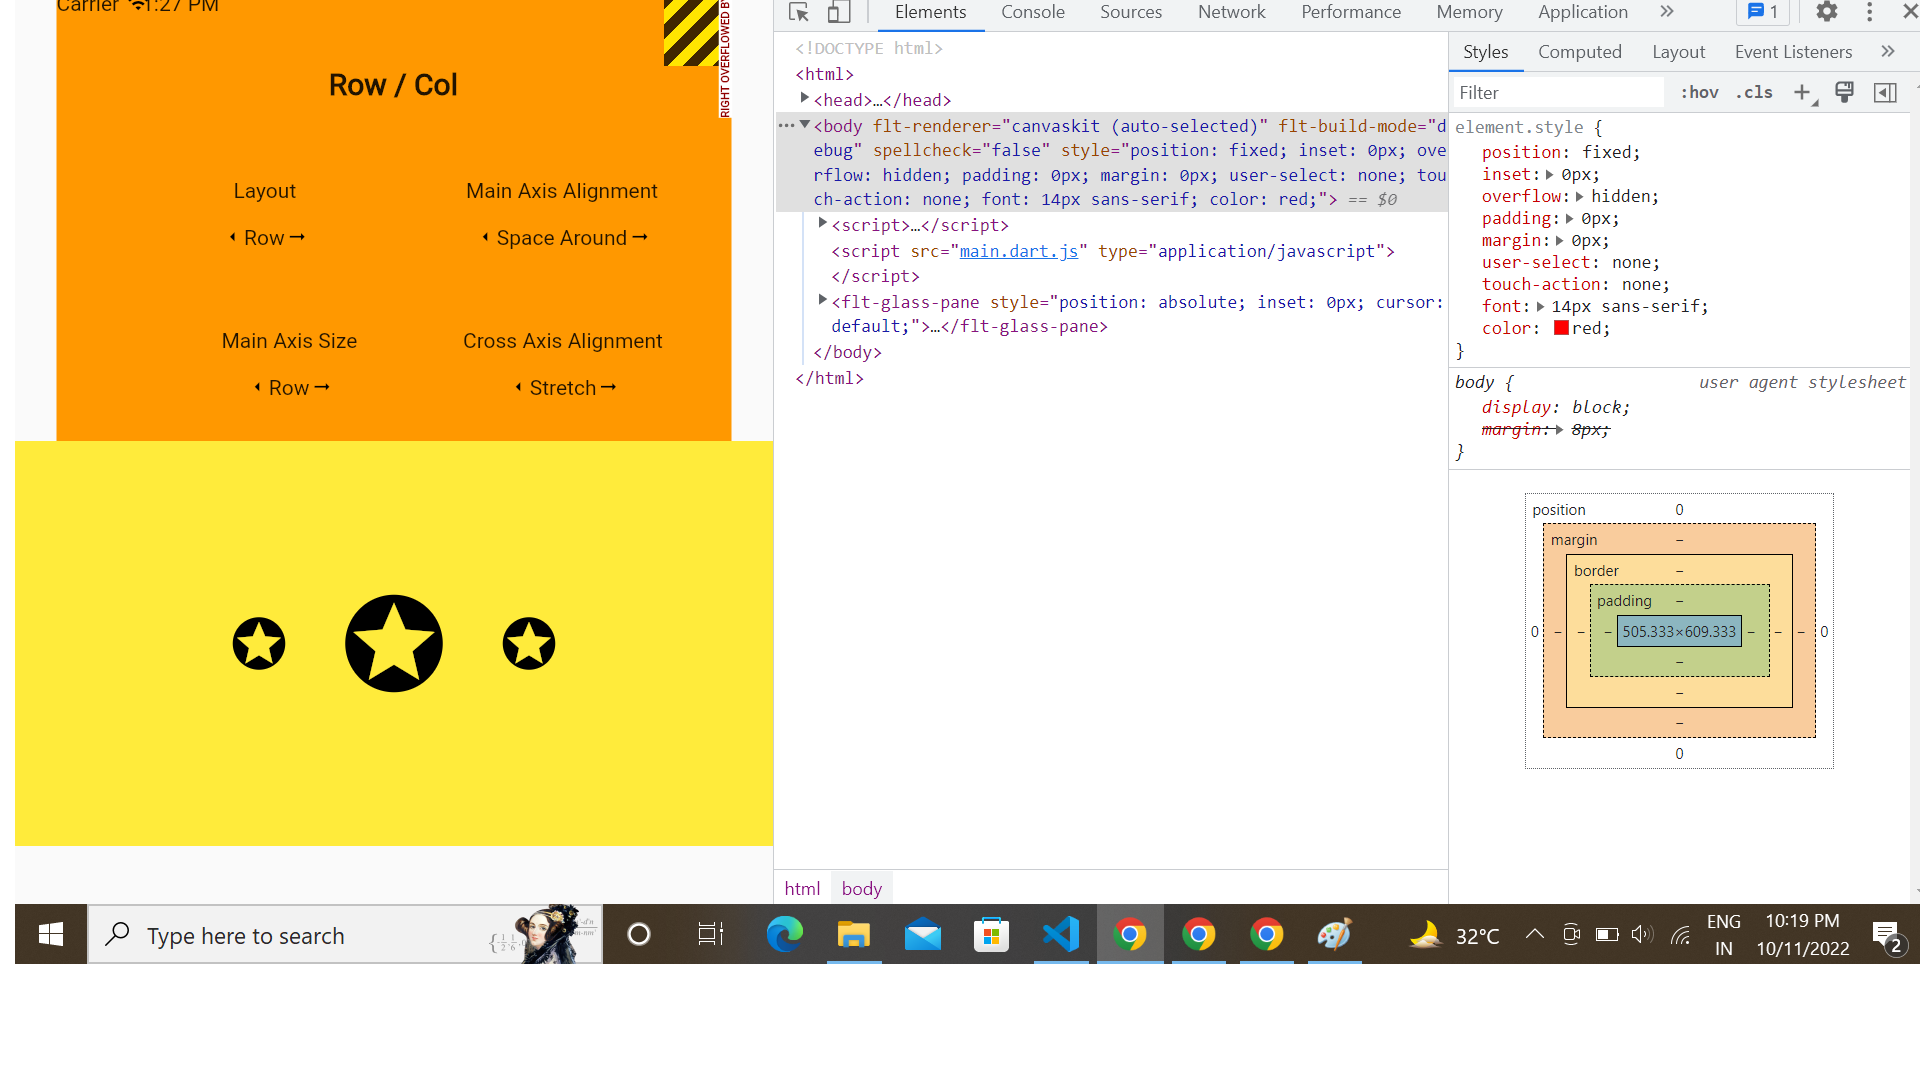 Carrier 1:27 PM
RIGHT OVERFLOWED BY
Row / Col
Layout
Main Axis Alignment
Row
Space Around
Main Axis Size
Cross Axis Alignment
Row
Stretch
Elements Console Sources Network Performance Memory Application » 1
<!DOCTYPE html>
<html>
<head>…</head>
<body flt-renderer="canvaskit (auto-selected)" flt-build-mode="d
ebug" spellcheck="false" style="position: fixed; inset: 0px; ove
rflow: hidden; padding: 0px; margin: 0px; user-select: none; tou
ch-action: none; font: 14px sans-serif; color: red;"> == $0
<script>…</script>
<script src="main.dart.js" type="application/javascript">
</script>
<flt-glass-pane style="position: absolute; inset: 0px; cursor:
default;">…</flt-glass-pane>
</body>
</html>
html body
Styles Computed Layout Event Listeners »
Filter :hov .cls +
element.style {
position: fixed;
inset: 0px;
overflow: hidden;
padding: 0px;
margin: 0px;
user-select: none;
touch-action: none;
font: 14px sans-serif;
color: red;
}
body { user agent stylesheet
display: block;
margin: 8px;
}
position 0
margin –
border –
padding –
0 – – – 505.333×609.333 – – – 0
–
–
–
0
Type here to search
32°C
ENG
IN
10:19 PM
10/11/2022
2